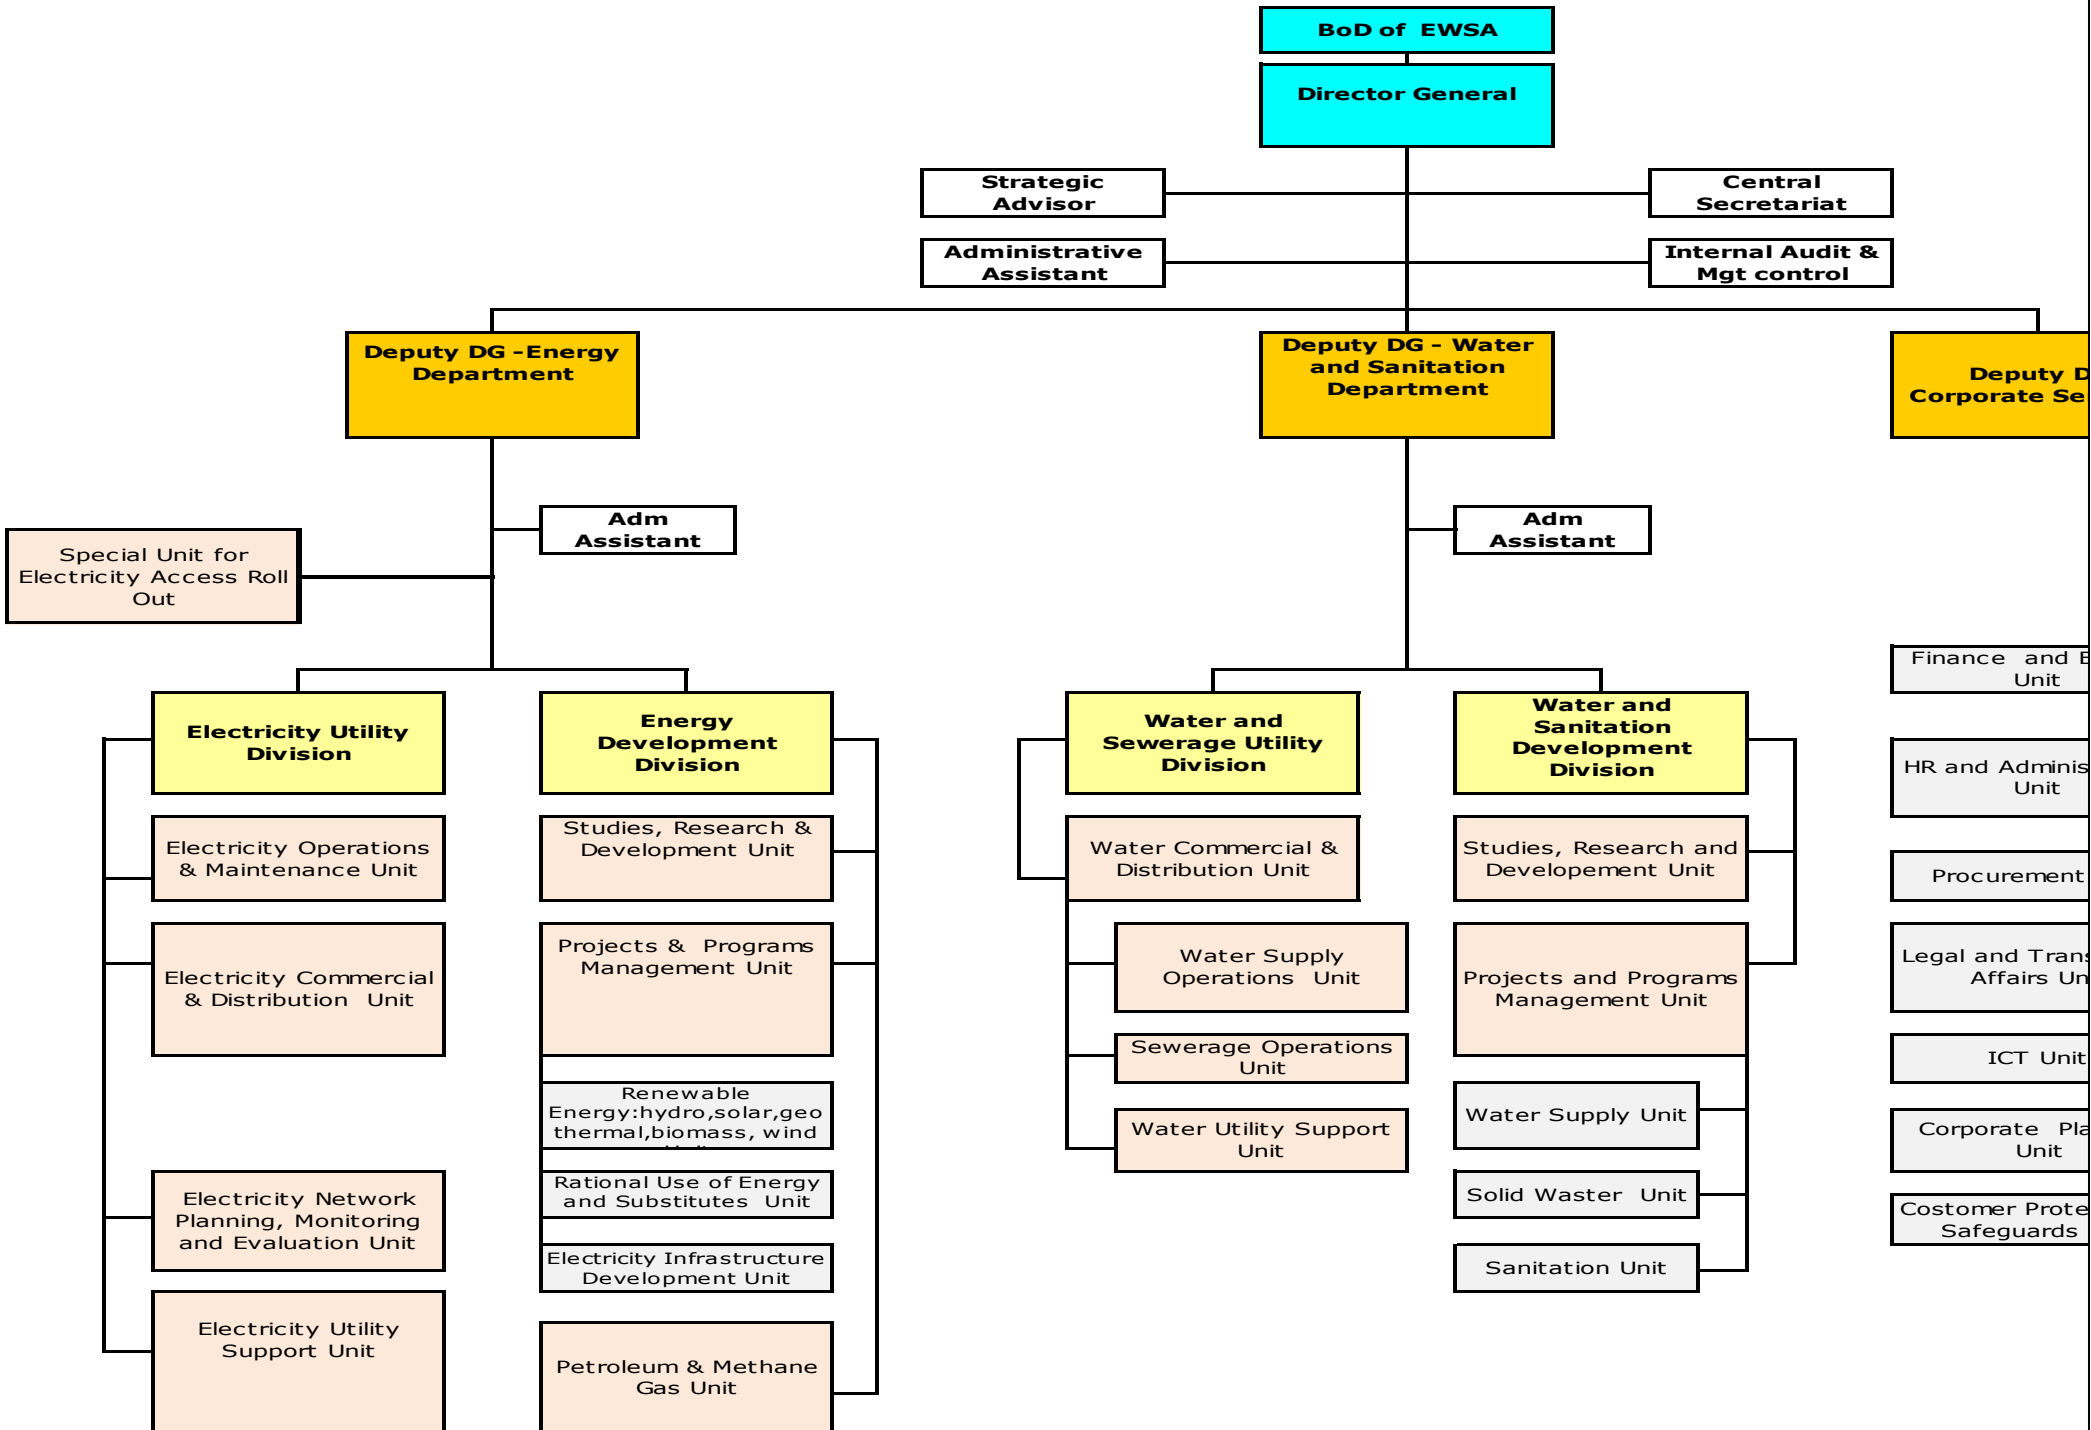 BoD of EWSA
Director General
Strategic
Advisor
Central
Secretariat
Administrative
Assistant
Internal Audit &
Mgt control
Deputy DG -Energy
Department
Deputy DG - Water
and Sanitation
Department
Deputy
Corporate
Adm
Assistant
Adm
Assistant
Special Unit for
Electricity Access Roll
Out
Electricity Utility
Division
Electricity Operations
& Maintenance Unit
Electricity Commercial
& Distribution Unit
Electricity Network
Planning, Monitoring
and Evaluation Unit
Electricity Utility
Support Unit
Energy
Development
Division
Studies, Research &
Development Unit
Projects & Programs
Management Unit
Renewable
Energy:hydro,solar,geo
thermal,biomass, wind
Rational Use of Energy
and Substitutes Unit
Electricity Infrastructure
Development Unit
Petroleum & Methane
Gas Unit
Water and
Sewerage Utility
Division
Water Commercial &
Distribution Unit
Water Supply
Operations Unit
Sewerage Operations
Unit
Water Utility Support
Unit
Water and
Sanitation
Development
Division
Studies, Research and
Developement Unit
Projects and Programs
Management Unit
Water Supply Unit
Solid Waster Unit
Sanitation Unit
Finance and
Unit
HR and
Unit
Procurement
Legal and
Affairs
ICT Unit
Corporate
Unit
Costomer
Safeguards